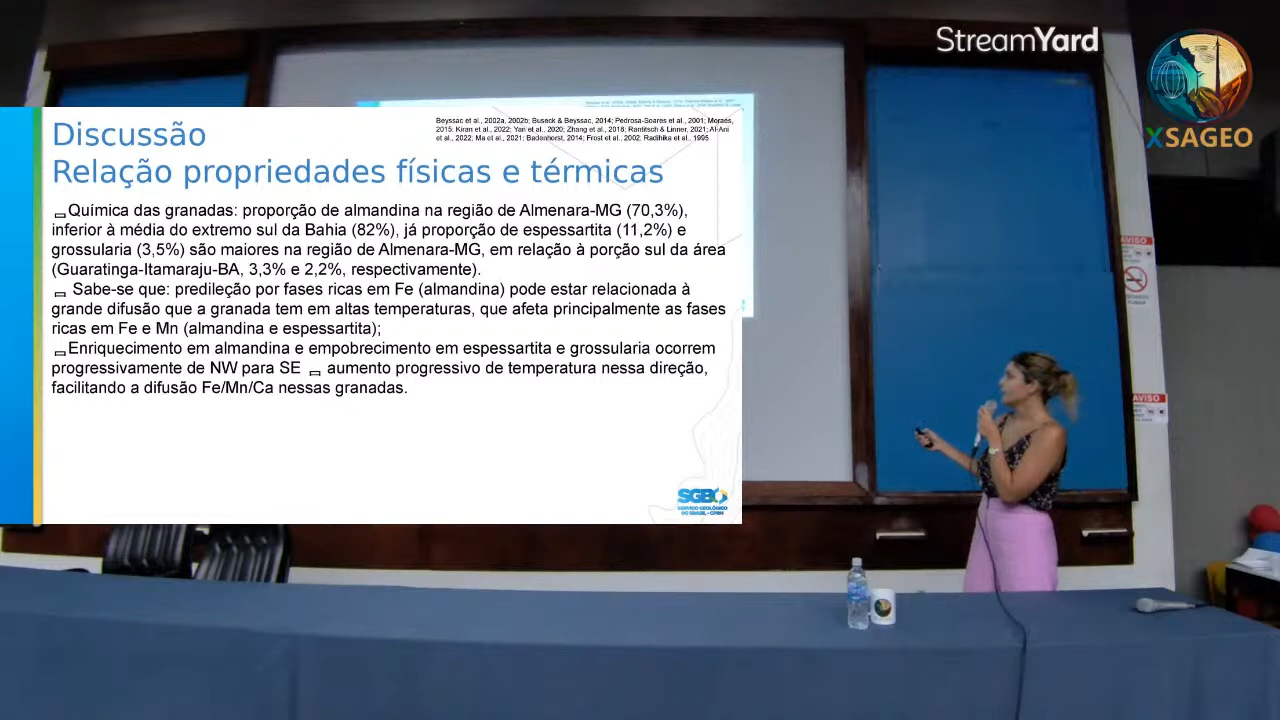 StreamYard
XSAGEO
Discussão
Relação propriedades físicas e térmicas
Beyssac et al., 2002a, 2002b; Buseck & Beyssac, 2014; Pedrosa-Soares et al., 2001; Moraes,
2015; Kiran et al., 2022; Yan et al., 2020; Zhang et al., 2018; Rantitsch & Linner, 2021; Al-Ani
et al., 2022; Ma et al., 2021; Badenhorst, 2014; Frost et al., 2002; Radihika et al., 1995
Química das granadas: proporção de almandina na região de Almenara-MG (70,3%),
inferior à média do extremo sul da Bahia (82%), já proporção de espessartita (11,2%) e
grossularia (3,5%) são maiores na região de Almenara-MG, em relação à porção sul da área
(Guaratinga-Itamaraju-BA, 3,3% e 2,2%, respectivamente).
Sabe-se que: predileção por fases ricas em Fe (almandina) pode estar relacionada à
grande difusão que a granada tem em altas temperaturas, que afeta principalmente as fases
ricas em Fe e Mn (almandina e espessartita);
Enriquecimento em almandina e empobrecimento em espessartita e grossularia ocorrem
progressivamente de NW para SE aumento progressivo de temperatura nessa direção,
facilitando a difusão Fe/Mn/Ca nessas granadas.
SGB
SERVIÇO GEOLÓGICO
DO BRASIL - CPRM
AVISO
AVISO